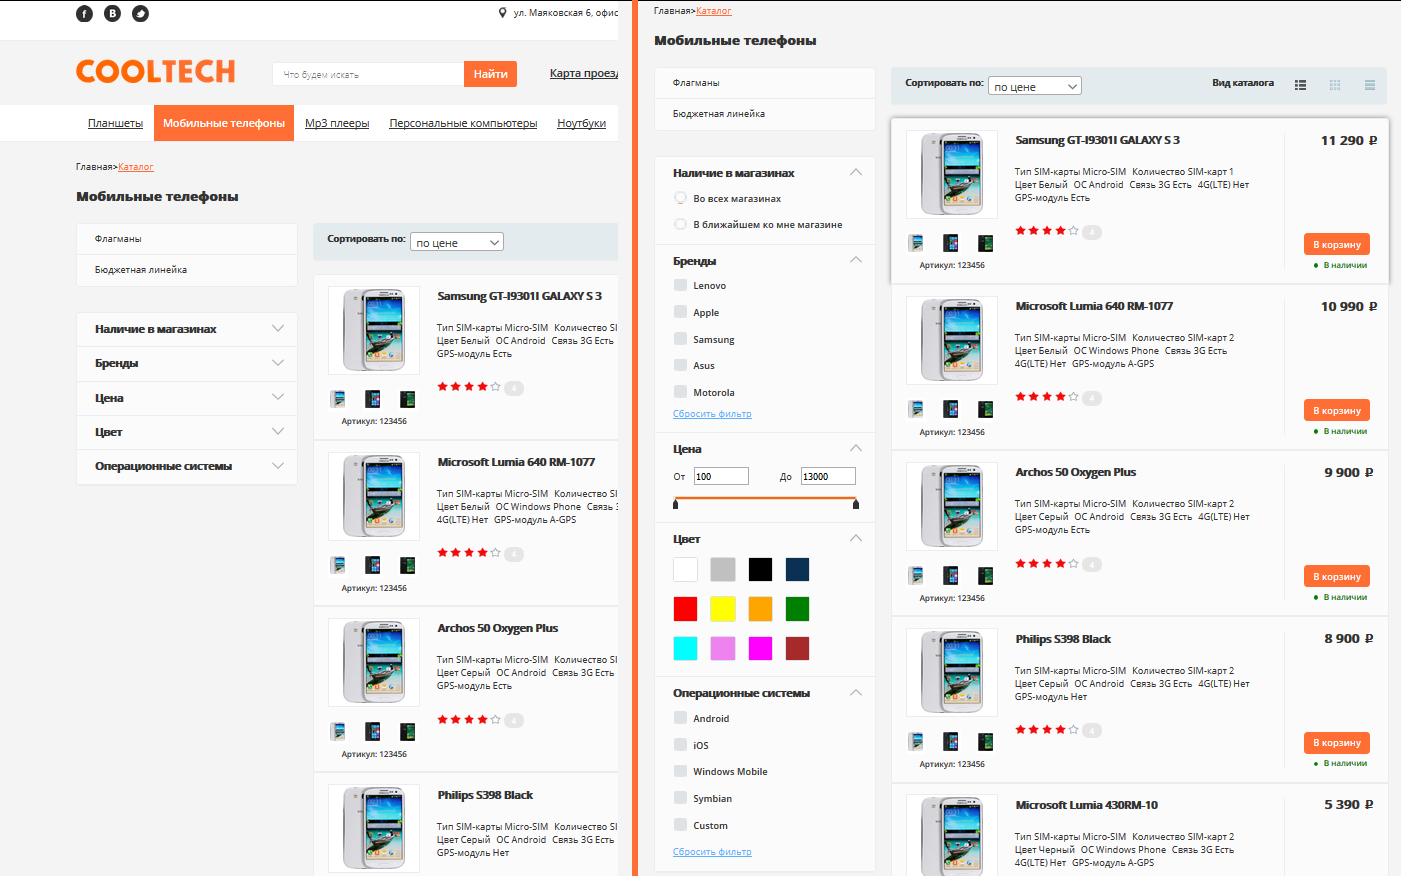 ул. Маяковская 6, офис
COOLTECH
Что будем искать
Найти
Карта проезд
Планшеты
Мобильные телефоны
Mp3 плееры
Персональные компьютеры
Ноутбуки
Главная>Каталог
Мобильные телефоны
Флагманы
Бюджетная линейка
Наличие в магазинах
Бренды
Цена
Цвет
Операционные системы
Сортировать по:
по цене
Samsung GT-I9301I GALAXY S 3
Тип SIM-карты Micro-SIM Количество SI
Цвет Белый ОС Android Связь 3G Есть
GPS-модуль Есть
4
Артикул: 123456
Microsoft Lumia 640 RM-1077
Тип SIM-карты Micro-SIM Количество SI
Цвет Белый ОС Windows Phone Связь 3
4G(LTE) Нет GPS-модуль A-GPS
4
Артикул: 123456
Archos 50 Oxygen Plus
Тип SIM-карты Micro-SIM Количество SI
Цвет Серый ОС Android Связь 3G Есть
GPS-модуль Есть
4
Артикул: 123456
Philips S398 Black
Тип SIM-карты Micro-SIM Количество SI
Цвет Серый ОС Android Связь 3G Есть
GPS-модуль Нет
Главная>Каталог
Мобильные телефоны
Флагманы
Бюджетная линейка
Наличие в магазинах
Во всех магазинах
В ближайшем ко мне магазине
Бренды
Lenovo
Apple
Samsung
Asus
Motorola
Сбросить фильтр
Цена
От 100 До 13000
Цвет
Операционные системы
Android
iOS
Windows Mobile
Symbian
Custom
Сбросить фильтр
Сортировать по:
по цене
Вид каталога
Samsung GT-I9301I GALAXY S 3
11 290 ₽
Тип SIM-карты Micro-SIM Количество SIM-карт 1
Цвет Белый ОС Android Связь 3G Есть 4G(LTE) Нет
GPS-модуль Есть
4
В корзину
Артикул: 123456
В наличии
Microsoft Lumia 640 RM-1077
10 990 ₽
Тип SIM-карты Micro-SIM Количество SIM-карт 2
Цвет Белый ОС Windows Phone Связь 3G Есть
4G(LTE) Нет GPS-модуль A-GPS
4
В корзину
Артикул: 123456
В наличии
Archos 50 Oxygen Plus
9 900 ₽
Тип SIM-карты Micro-SIM Количество SIM-карт 2
Цвет Серый ОС Android Связь 3G Есть 4G(LTE) Нет
GPS-модуль Есть
4
В корзину
Артикул: 123456
В наличии
Philips S398 Black
8 900 ₽
Тип SIM-карты Micro-SIM Количество SIM-карт 2
Цвет Серый ОС Android Связь 3G Есть 4G(LTE) Нет
GPS-модуль Нет
4
В корзину
Артикул: 123456
В наличии
Microsoft Lumia 430RM-10
5 390 ₽
Тип SIM-карты Micro-SIM Количество SIM-карт 2
Цвет Черный ОС Windows Phone Связь 3G Есть
4G(LTE) Нет GPS-модуль A-GPS